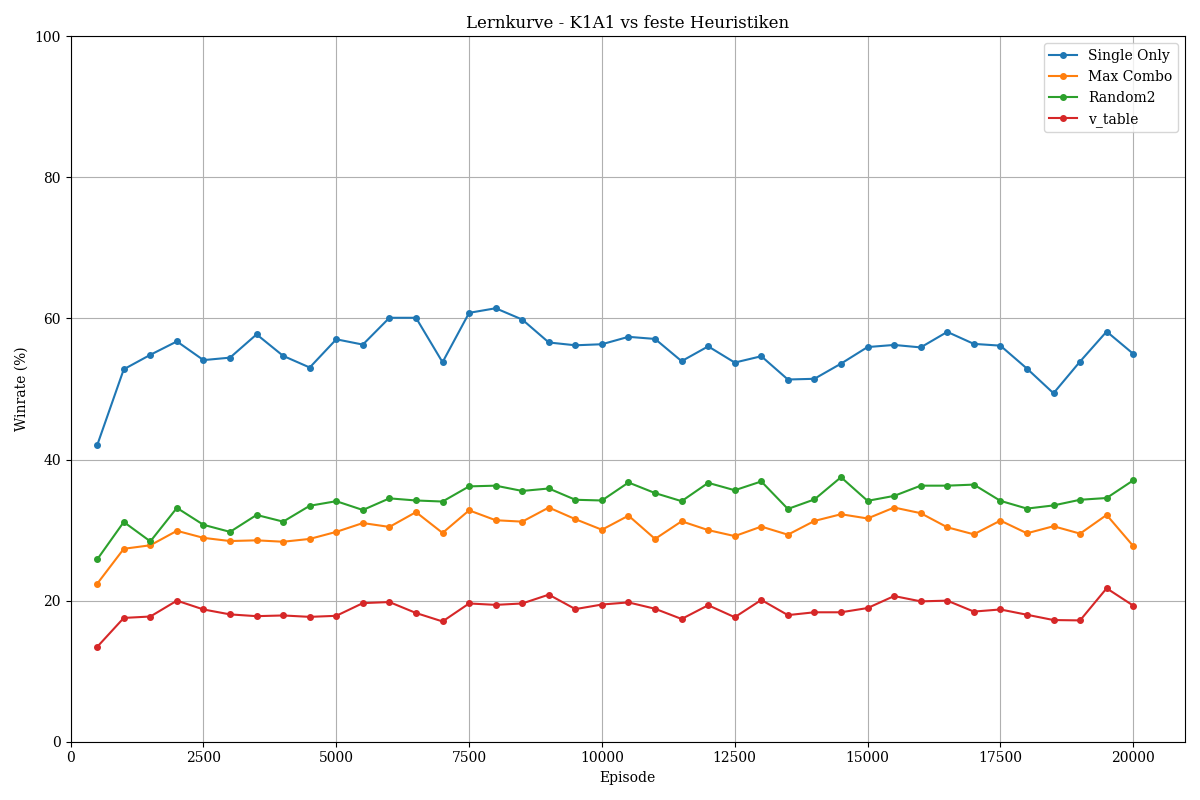 Lernkurve - K1A1 vs feste Heuristiken
100
80
60
40
20
0
Winrate (%)
Single Only
Max Combo
Random2
v_table
0 2500 5000 7500 10000 12500 15000 17500 20000
Episode